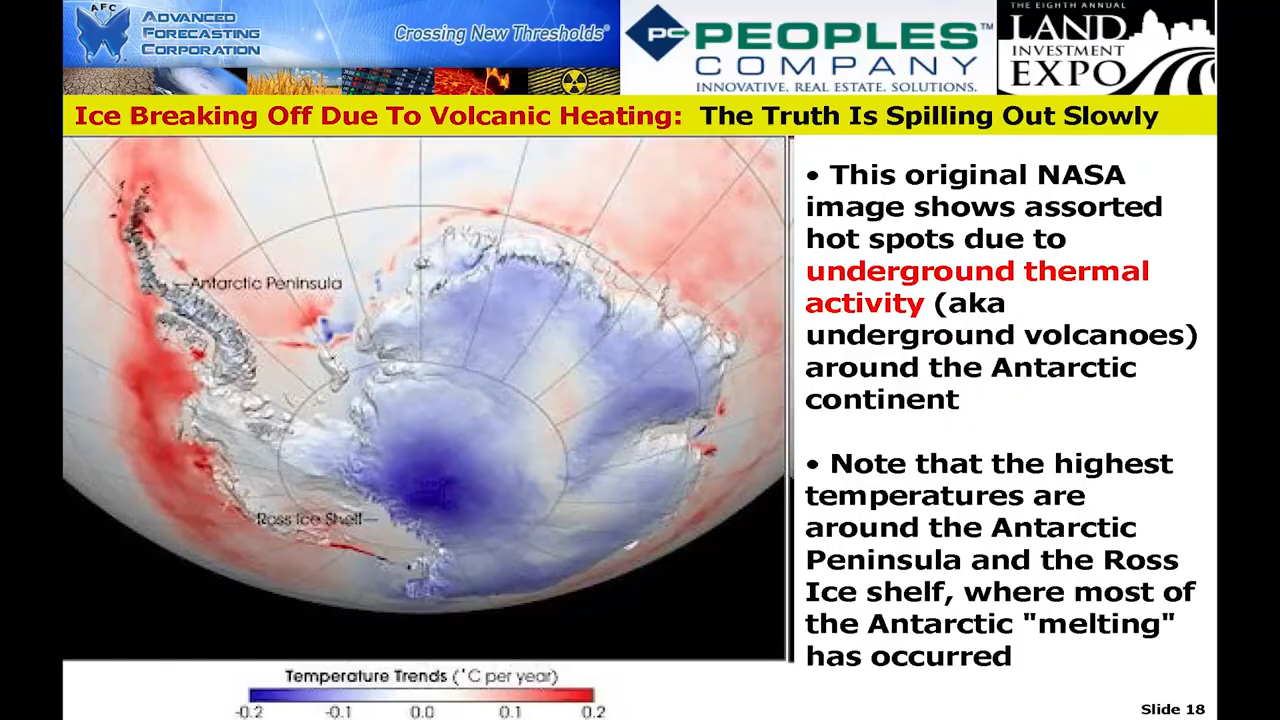 AFC
ADVANCED
FORECASTING
CORPORATION
Crossing New Thresholds®
PC PEOPLES™
COMPANY
INNOVATIVE. REAL ESTATE. SOLUTIONS.
THE EIGHTH ANNUAL
LAND
INVESTMENT
EXPO
Ice Breaking Off Due To Volcanic Heating: The Truth Is Spilling Out Slowly
Antarctic Peninsula
Ross Ice Shelf
Temperature Trends (°C per year)
-0.2 -0.1 0.0 0.1 0.2
• This original NASA
image shows assorted
hot spots due to
underground thermal
activity (aka
underground volcanoes)
around the Antarctic
continent
• Note that the highest
temperatures are
around the Antarctic
Peninsula and the Ross
Ice shelf, where most of
the Antarctic "melting"
has occurred
Slide 18